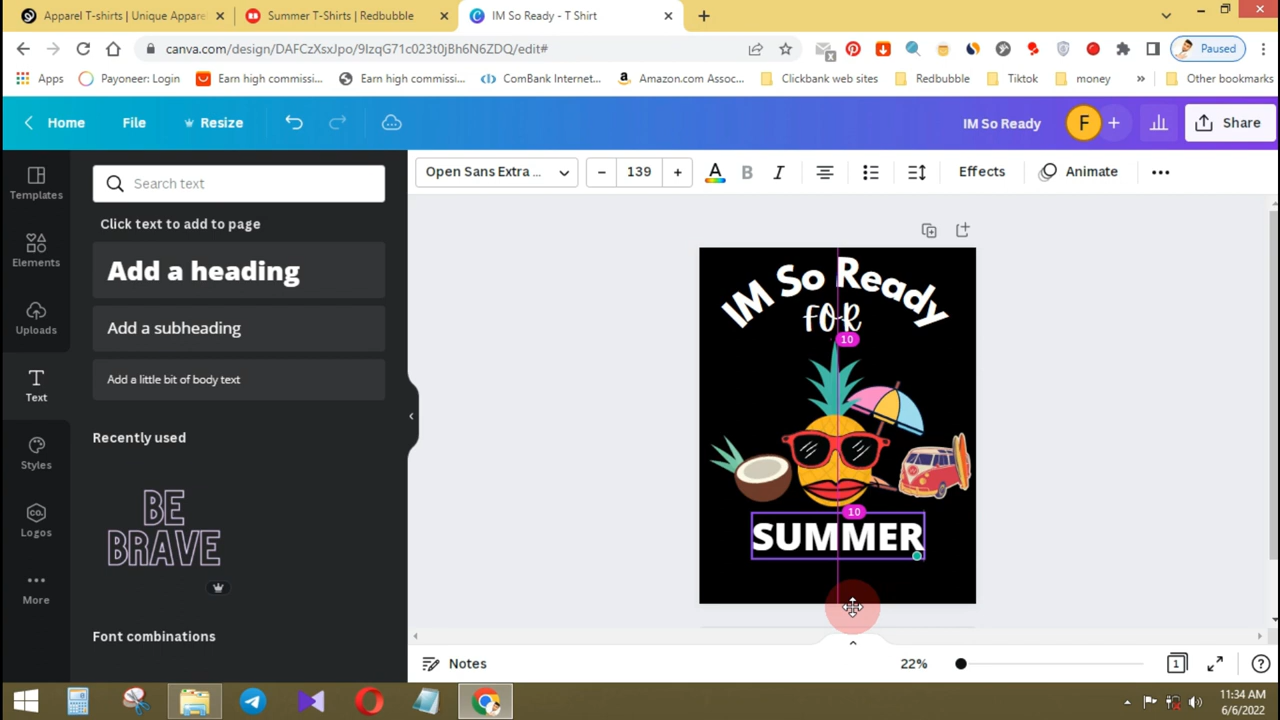 Apparel T-shirts | Unique Appare
Summer T-Shirts | Redbubble
IM So Ready - T Shirt
canva.com/design/DAFCzXsxJpo/9IzqG71c023t0jBh6N6ZDQ/edit#
Paused
Apps
Payoneer: Login
Earn high commissi...
Earn high commissi...
ComBank Internet...
Amazon.com Assoc...
Clickbank web sites
Redbubble
Tiktok
money
»
Other bookmarks
Home
File
Resize
IM So Ready
F
Share
Templates
Elements
Uploads
Text
Styles
Logos
More
Search text
Click text to add to page
Add a heading
Add a subheading
Add a little bit of body text
Recently used
BE
BRAVE
Font combinations
Open Sans Extra ...
139
A
B
I
Effects
Animate
IM So Ready
FOR
10
10
SUMMER
Notes
22%
1
11:34 AM
6/6/2022